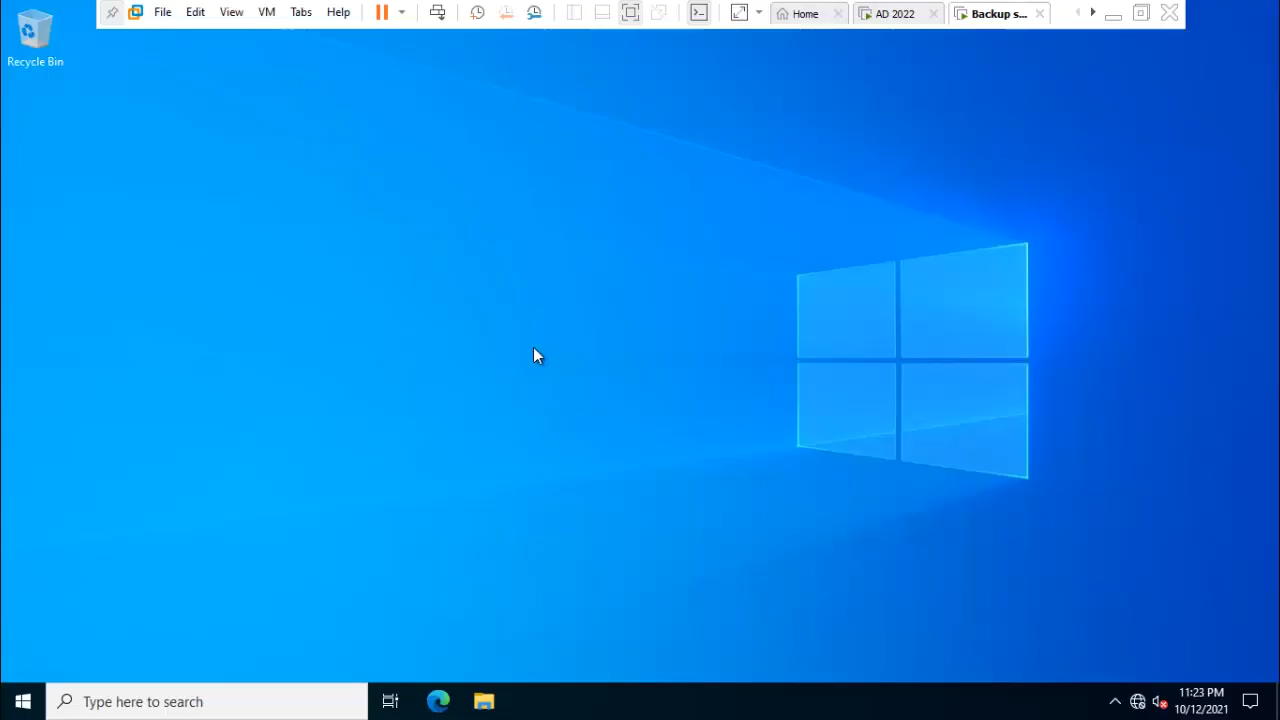 File Edit View VM Tabs Help Home AD 2022 Backup s...
Recycle Bin
Type here to search
11:23 PM
10/12/2021